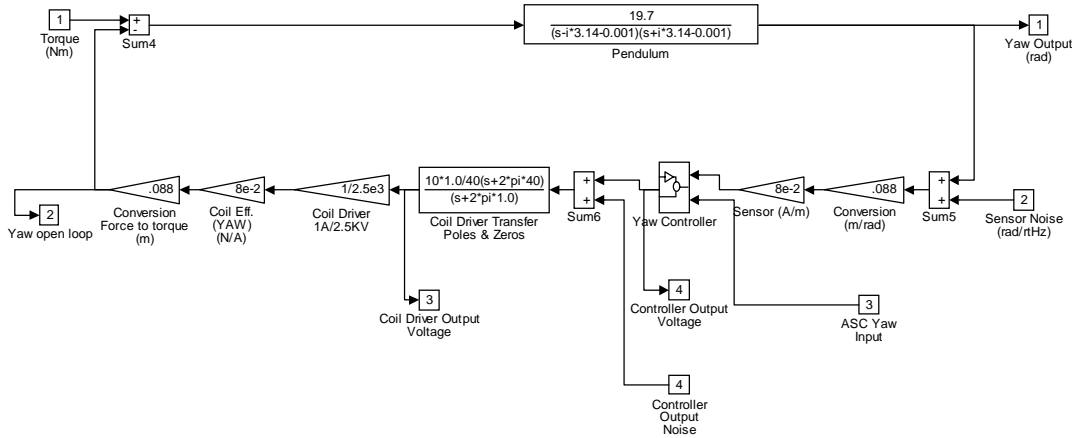 1
Torque
(Nm)
+
-
Sum4
19.7
(s-i*3.14-0.001)(s+i*3.14-0.001)
Pendulum
1
Yaw Output
(rad)
2
Yaw open loop
.088
Conversion
Force to torque
(m)
8e-2
Coil Eff.
(YAW)
(N/A)
1/2.5e3
Coil Driver
1A/2.5KV
10*1.0/40(s+2*pi*40)
(s+2*pi*1.0)
Coil Driver Transfer
Poles & Zeros
+
+
Sum6
Yaw Controller
8e-2
Sensor (A/m)
.088
Conversion
(m/rad)
+
+
Sum5
2
Sensor Noise
(rad/rtHz)
3
Coil Driver Output
Voltage
4
Controller Output
Voltage
3
ASC Yaw
Input
4
Controller
Output
Noise